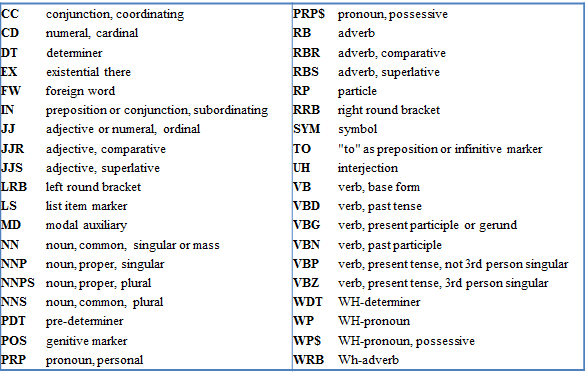 CC conjunction, coordinating
CD numeral, cardinal
DT determiner
EX existential there
FW foreign word
IN preposition or conjunction, subordinating
JJ adjective or numeral, ordinal
JJR adjective, comparative
JJS adjective, superlative
LRB left round bracket
LS list item marker
MD modal auxiliary
NN noun, common, singular or mass
NNP noun, proper, singular
NNPS noun, proper, plural
NNS noun, common, plural
PDT pre-determiner
POS genitive marker
PRP pronoun, personal
PRP$ pronoun, possessive
RB adverb
RBR adverb, comparative
RBS adverb, superlative
RP particle
RRB right round bracket
SYM symbol
TO "to" as preposition or infinitive marker
UH interjection
VB verb, base form
VBD verb, past tense
VBG verb, present participle or gerund
VBN verb, past participle
VBP verb, present tense, not 3rd person singular
VBZ verb, present tense, 3rd person singular
WDT WH-determiner
WP WH-pronoun
WP$ WH-pronoun, possessive
WRB Wh-adverb